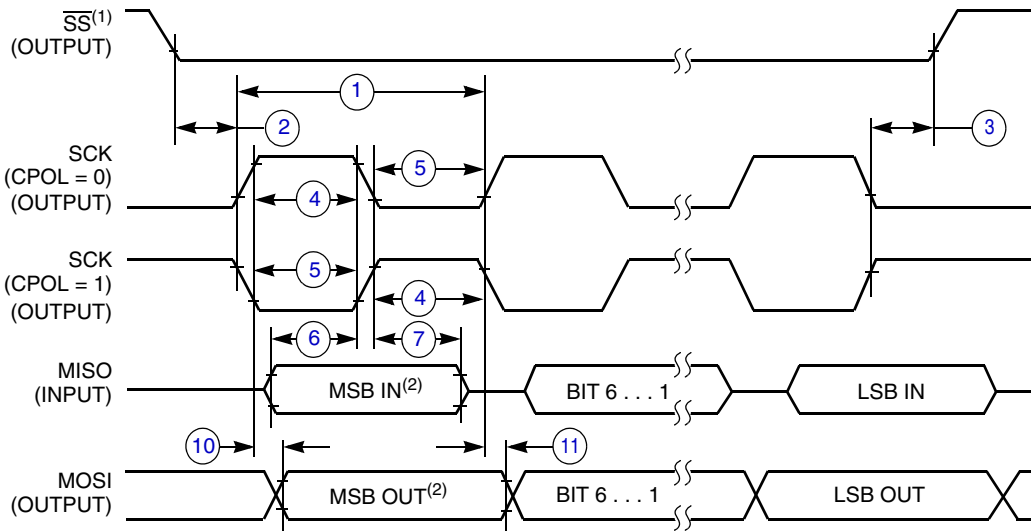 SS(1)
(OUTPUT)
1
2
3
SCK
(CPOL = 0)
(OUTPUT)
5
4
SCK
(CPOL = 1)
(OUTPUT)
5
4
6
7
MISO
(INPUT)
MSB IN(2)
BIT 6 . . . 1
LSB IN
10
11
MOSI
(OUTPUT)
MSB OUT(2)
BIT 6 . . . 1
LSB OUT